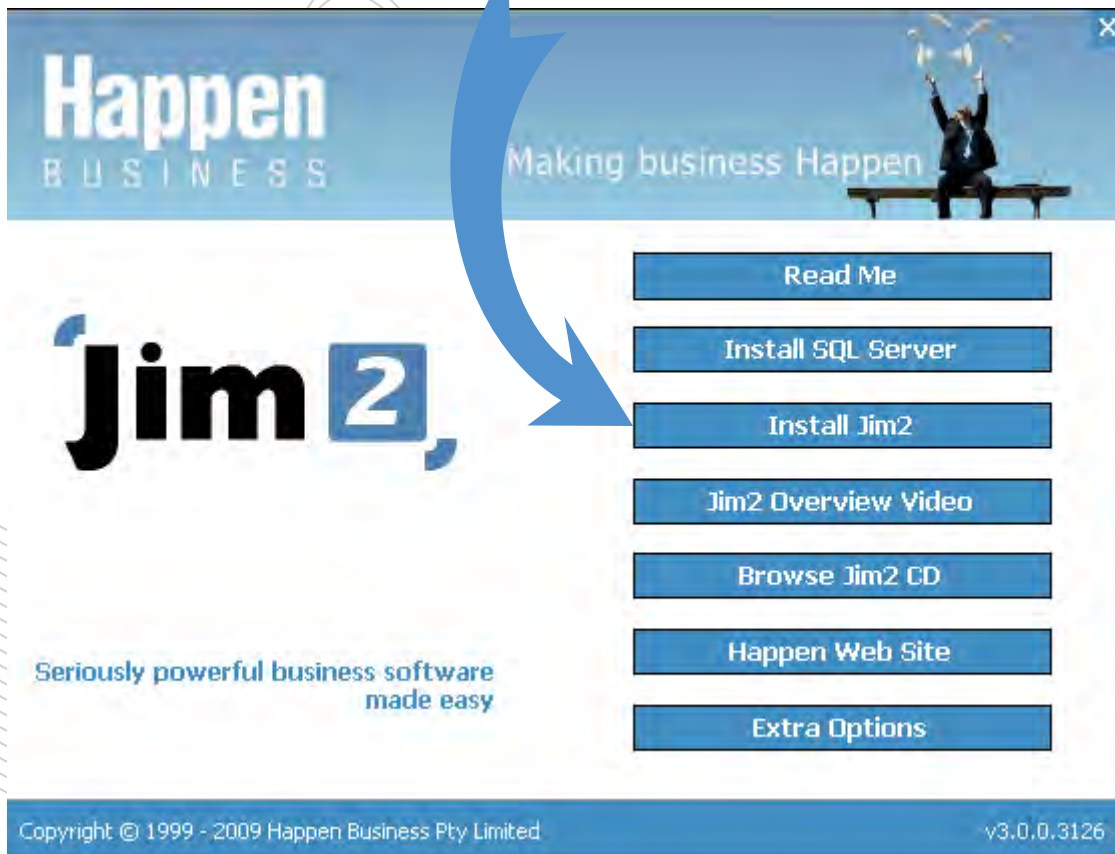 Happen
BUSINESS
Making business Happen
X
Jim 2
Seriously powerful business software
made easy
Read Me
Install SQL Server
Install Jim2
Jim2 Overview Video
Browse Jim2 CD
Happen Web Site
Extra Options
Copyright © 1999 - 2009 Happen Business Pty Limited
v3.0.0.3126